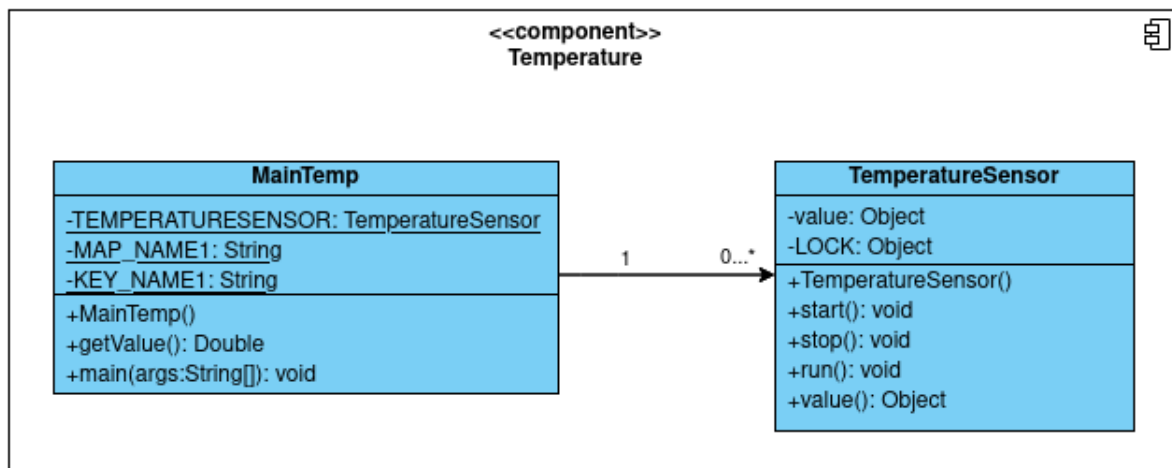 <<component>>
Temperature
MainTemp
-TEMPERATURESENSOR: TemperatureSensor
-MAP_NAME1: String
-KEY_NAME1: String
+MainTemp()
+getValue(): Double
+main(args:String[]): void
1
0...*
TemperatureSensor
-value: Object
-LOCK: Object
+TemperatureSensor()
+start(): void
+stop(): void
+run(): void
+value(): Object